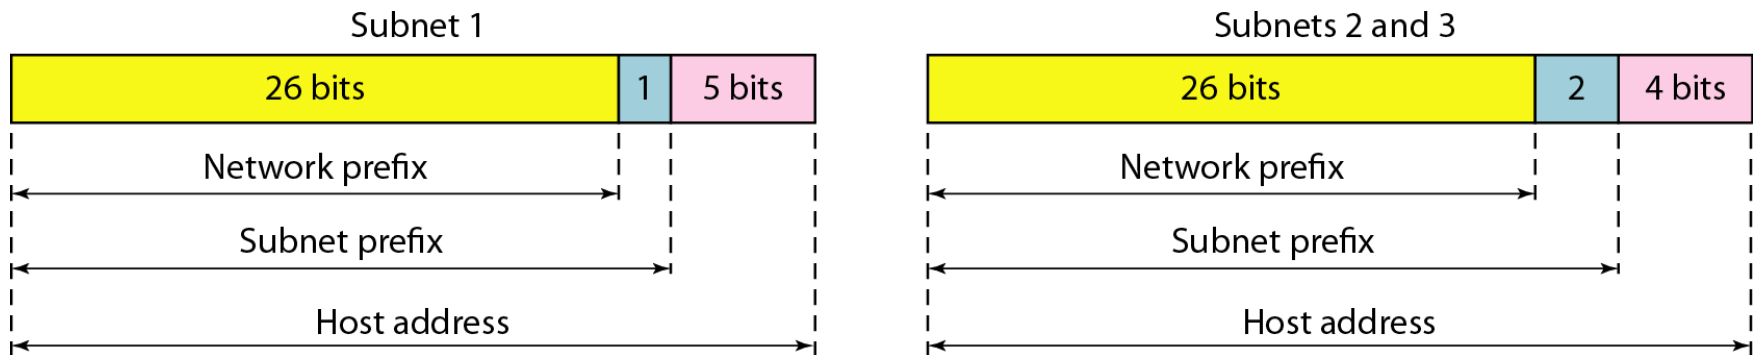 Subnet 1
26 bits
1
5 bits
Network prefix
Subnet prefix
Host address
Subnets 2 and 3
26 bits
2
4 bits
Network prefix
Subnet prefix
Host address